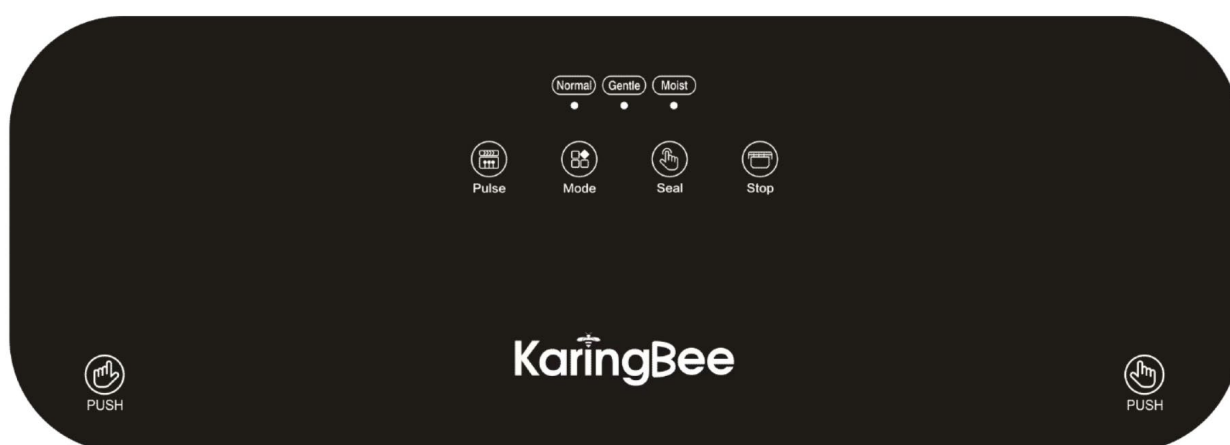 Normal Gentle Moist
Pulse Mode Seal Stop
KaringBee
PUSH PUSH